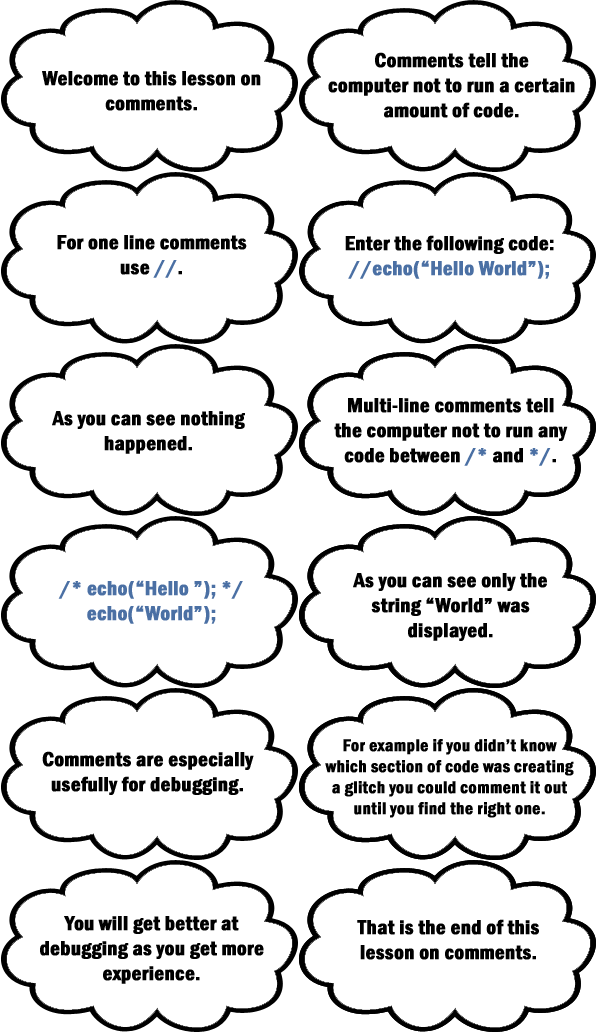 Welcome to this lesson on
comments.
Comments tell the
computer not to run a certain
amount of code.
For one line comments
use //.
Enter the following code:
//echo(“Hello World”);
As you can see nothing
happened.
Multi-line comments tell
the computer not to run any
code between /* and */.
/* echo(“Hello ”); */
echo(“World”);
As you can see only the
string “World” was
displayed.
Comments are especially
usefully for debugging.
For example if you didn’t know
which section of code was creating
a glitch you could comment it out
until you find the right one.
You will get better at
debugging as you get more
experience.
That is the end of this
lesson on comments.